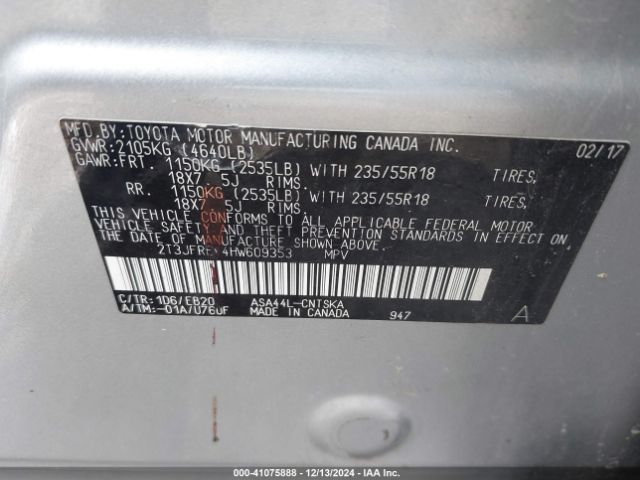 MFD.BY:TOYOTA MOTOR MANUFACTURING CANADA INC. 02/17
GVWR:2105KG (4640LB)
GAWR:FRT. 1150KG (2535LB) WITH 235/55R18 TIRES,
18X7 5J RIMS.
RR. 1150KG (2535LB) WITH 235/55R18 TIRES,
18X7 5J RIMS.
THIS VEHICLE CONFORMS TO ALL APPLICABLE FEDERAL MOTOR
VEHICLE SAFETY, AND THEFT PREVENTION STANDARDS IN EFFECT ON
THE DATE OF MANUFACTURE SHOWN ABOVE.
MPV
C/TR:1D6/EB20 ASA44L-CNTSKA
A/TM:-01A/U760F MADE IN CANADA 947 A
000-41075888 - 12/13/2024 - IAA Inc.